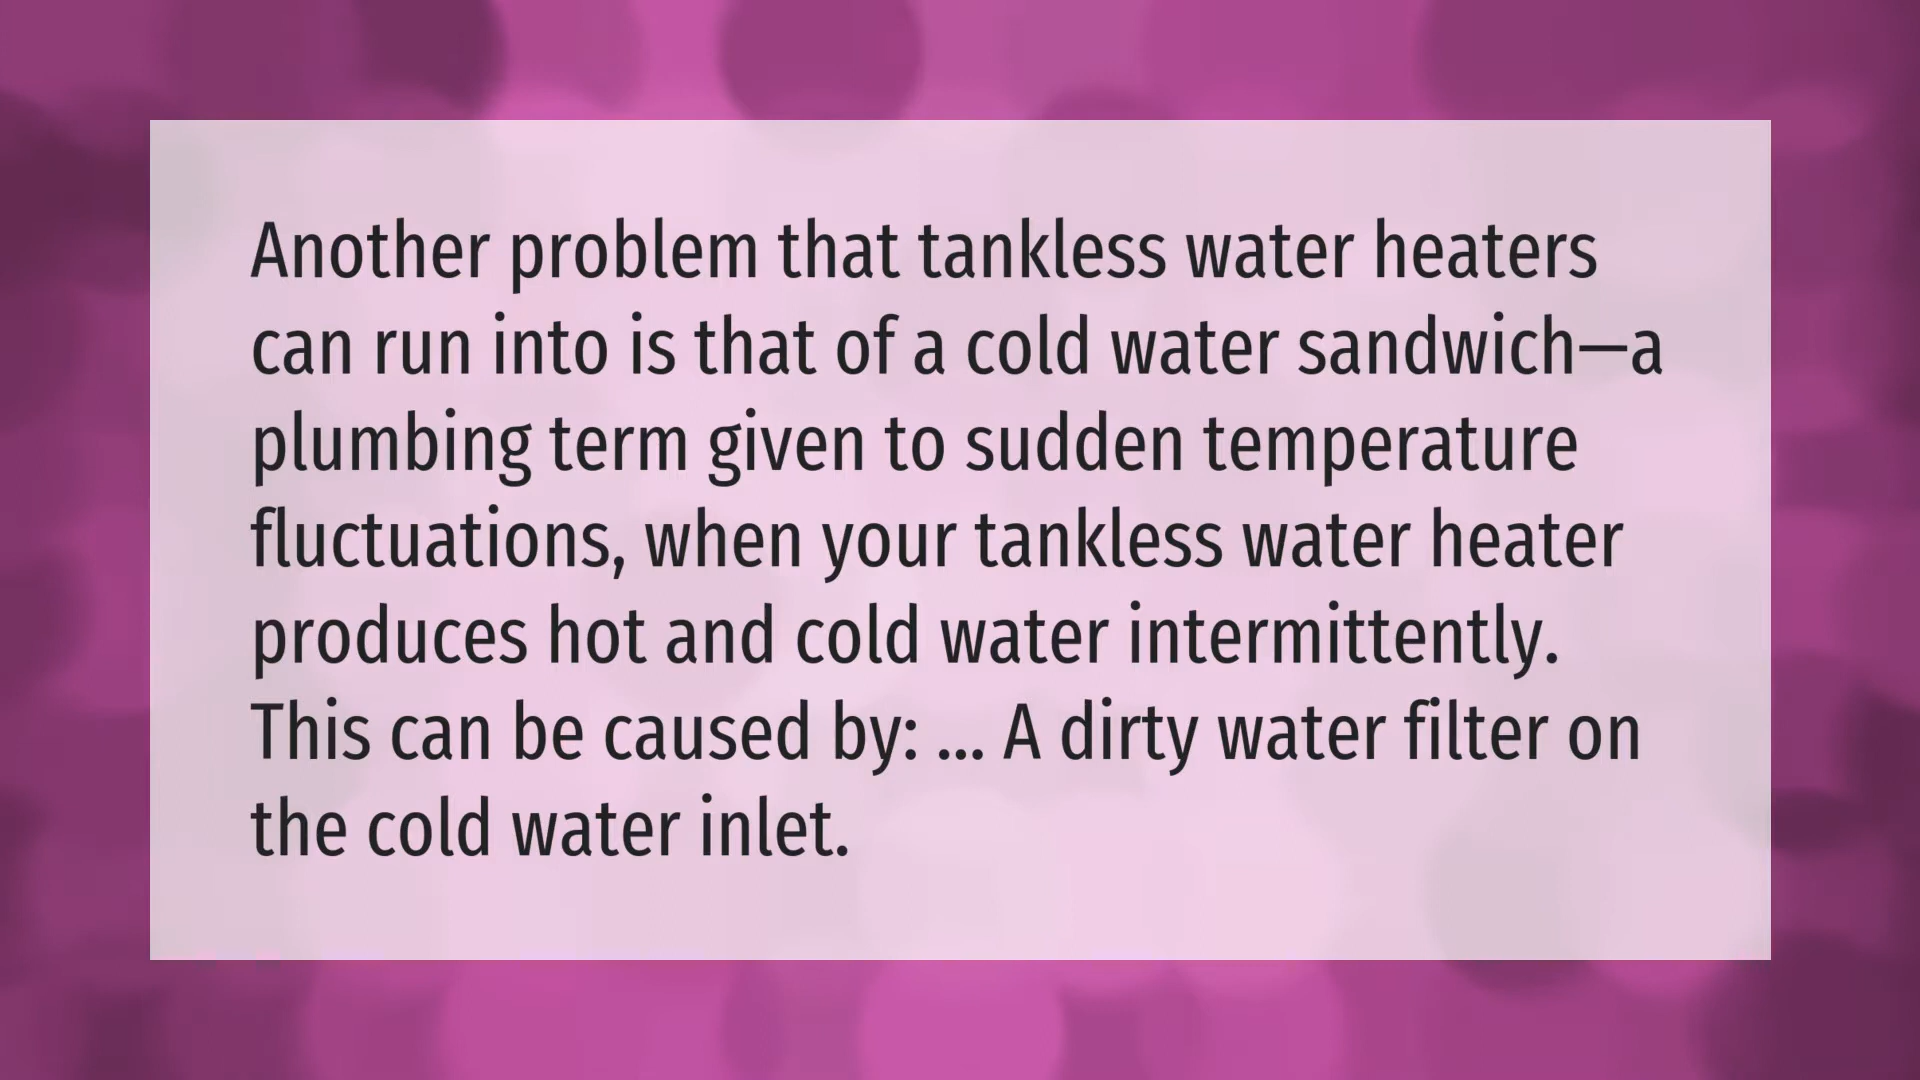 Another problem that tankless water heaters
can run into is that of a cold water sandwich—a
plumbing term given to sudden temperature
fluctuations, when your tankless water heater
produces hot and cold water intermittently.
This can be caused by: ... A dirty water filter on
the cold water inlet.